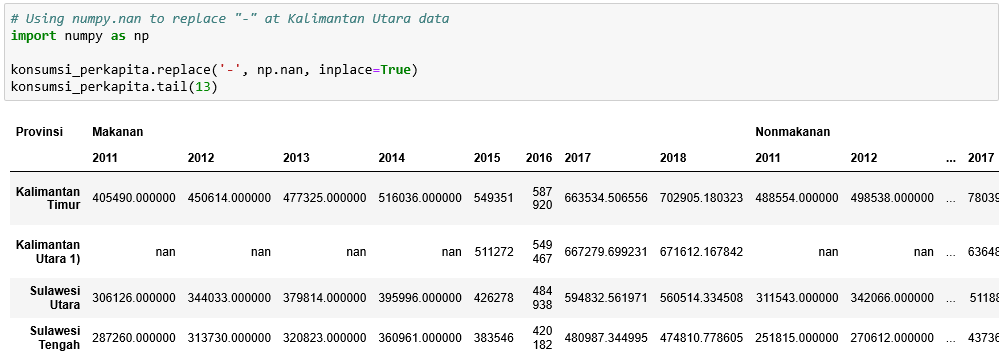 # Using numpy.nan to replace "-" at Kalimantan Utara data
import numpy as np
konsumsi_perkapita.replace('-', np.nan, inplace=True)
konsumsi_perkapita.tail(13)
Provinsi Makanan Nonmakanan
2011 2012 2013 2014 2015 2016 2017 2018 2011 2012 ... 2017
Kalimantan Timur 405490.000000 450614.000000 477325.000000 516036.000000 549351 587 920 663534.506556 702905.180323 488554.000000 498538.000000 ... 78039
Kalimantan Utara 1) nan nan nan nan 511272 549 467 667279.699231 671612.167842 nan nan ... 63648
Sulawesi Utara 306126.000000 344033.000000 379814.000000 395996.000000 426278 484 938 594832.561971 560514.334508 311543.000000 342066.000000 ... 51188
Sulawesi Tengah 287260.000000 313730.000000 320823.000000 360961.000000 383546 420 182 480987.344995 474810.778605 251815.000000 270612.000000 ... 43736